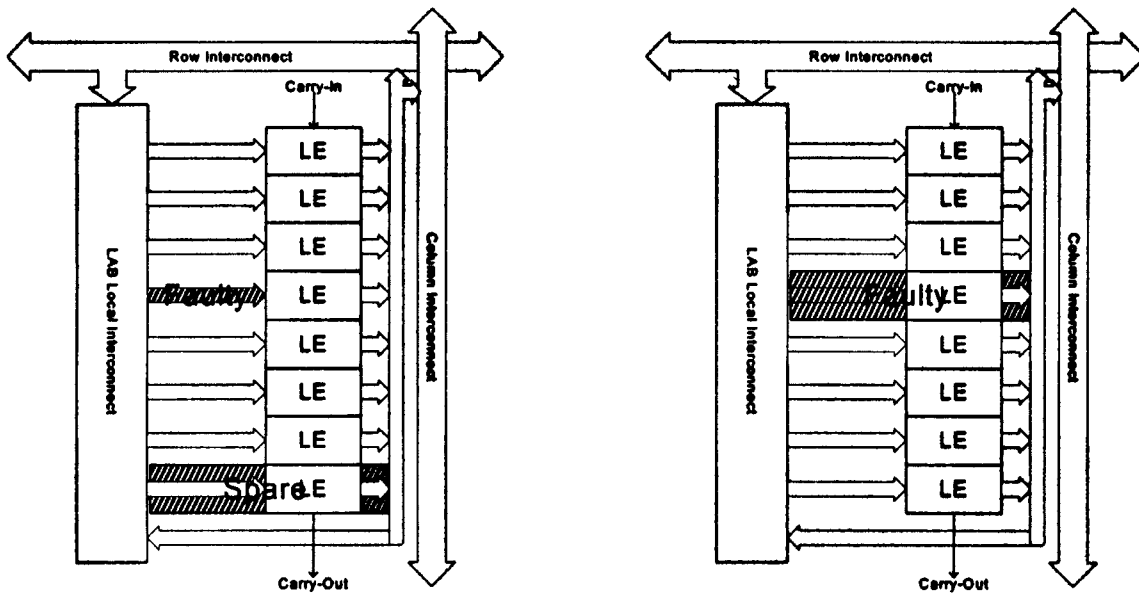 Row Interconnect
Carry-In
LE
LE
LE
Faulty LE
LE
LE
LE
Spare LE
LAB Local Interconnect
Column Interconnect
Carry-Out
Row Interconnect
Carry-In
LE
LE
LE
Faulty LE
LE
LE
LE
LE
LAB Local Interconnect
Column Interconnect
Carry-Out